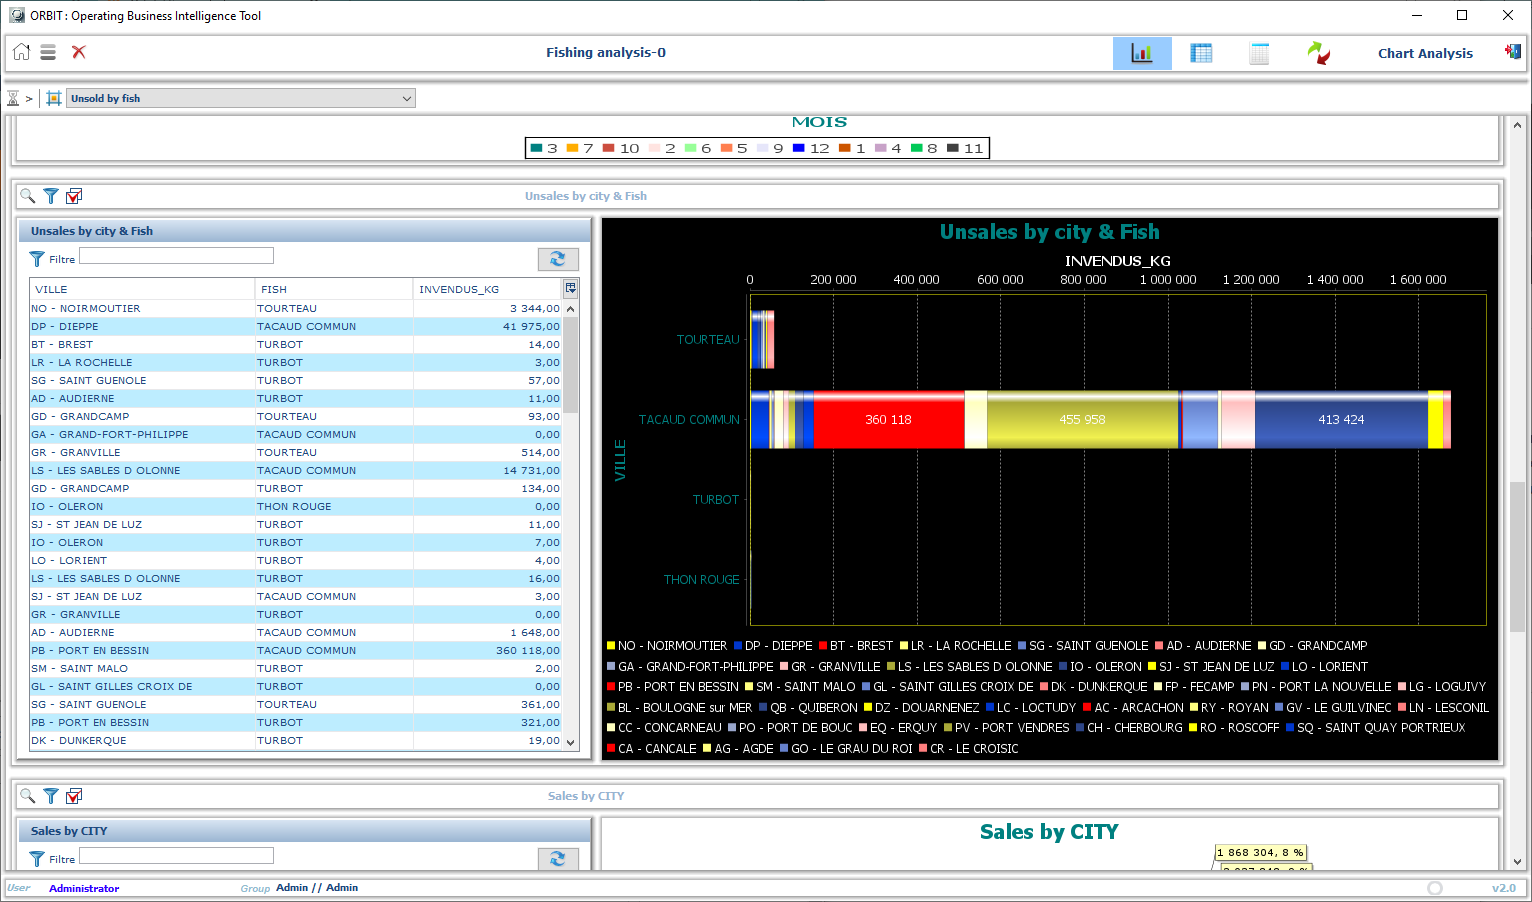 ORBIT : Operating Business Intelligence Tool
Fishing analysis-0
Chart Analysis
> Unsold by fish
MOIS
3 7 10 2 6 5 9 12 1 4 8 11
Unsales by city & Fish
Unsales by city & Fish
Filtre
VILLE FISH INVENDUS_KG
NO - NOIRMOUTIER TOURTEAU 3 344,00
DP - DIEPPE TACAUD COMMUN 41 975,00
BT - BREST TURBOT 14,00
LR - LA ROCHELLE TURBOT 3,00
SG - SAINT GUENOLE TURBOT 57,00
AD - AUDIERNE TURBOT 11,00
GD - GRANDCAMP TOURTEAU 93,00
GA - GRAND-FORT-PHILIPPE TACAUD COMMUN 0,00
GR - GRANVILLE TOURTEAU 514,00
LS - LES SABLES D OLONNE TACAUD COMMUN 14 731,00
GD - GRANDCAMP TURBOT 134,00
IO - OLERON THON ROUGE 0,00
SJ - ST JEAN DE LUZ TURBOT 11,00
IO - OLERON TURBOT 7,00
LO - LORIENT TURBOT 4,00
LS - LES SABLES D OLONNE TURBOT 16,00
SJ - ST JEAN DE LUZ TACAUD COMMUN 3,00
GR - GRANVILLE TURBOT 0,00
AD - AUDIERNE TACAUD COMMUN 1 648,00
PB - PORT EN BESSIN TACAUD COMMUN 360 118,00
SM - SAINT MALO TURBOT 2,00
GL - SAINT GILLES CROIX DE TURBOT 0,00
SG - SAINT GUENOLE TOURTEAU 361,00
PB - PORT EN BESSIN TURBOT 321,00
DK - DUNKERQUE TURBOT 19,00
Unsales by city & Fish
INVENDUS_KG
0 200 000 400 000 600 000 800 000 1 000 000 1 200 000 1 400 000 1 600 000
TOURTEAU
TACAUD COMMUN 360 118 455 958 413 424
VILLE
TURBOT
THON ROUGE
NO - NOIRMOUTIER DP - DIEPPE BT - BREST LR - LA ROCHELLE SG - SAINT GUENOLE AD - AUDIERNE GD - GRANDCAMP
GA - GRAND-FORT-PHILIPPE GR - GRANVILLE LS - LES SABLES D OLONNE IO - OLERON SJ - ST JEAN DE LUZ LO - LORIENT
PB - PORT EN BESSIN SM - SAINT MALO GL - SAINT GILLES CROIX DE DK - DUNKERQUE FP - FECAMP PN - PORT LA NOUVELLE LG - LOGUIVY
BL - BOULOGNE sur MER QB - QUIBERON DZ - DOUARNENEZ LC - LOCTUDY AC - ARCACHON RY - ROYAN GV - LE GUILVINEC LN - LESCONIL
CC - CONCARNEAU PO - PORT DE BOUC EQ - ERQUY PV - PORT VENDRES CH - CHERBOURG RO - ROSCOFF SQ - SAINT QUAY PORTRIEUX
CA - CANCALE AG - AGDE GO - LE GRAU DU ROI CR - LE CROISIC
Sales by CITY
Sales by CITY
Filtre
Sales by CITY
1 868 304, 8 %
User Administrator Group Admin // Admin v2.0